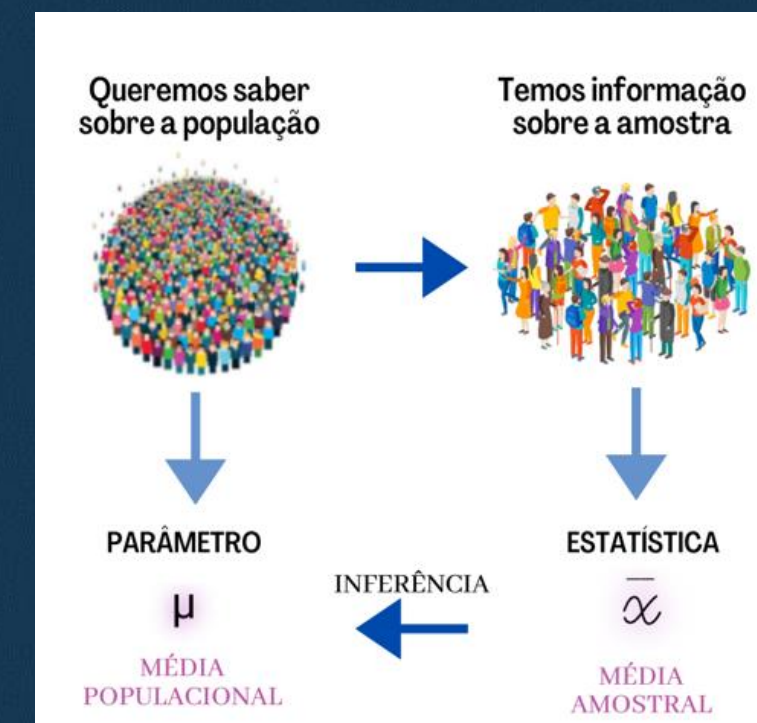 Queremos saber
sobre a população
Temos informação
sobre a amostra
PARÂMETRO
μ
MÉDIA
POPULACIONAL
INFERÊNCIA
ESTATÍSTICA
x̄
MÉDIA
AMOSTRAL